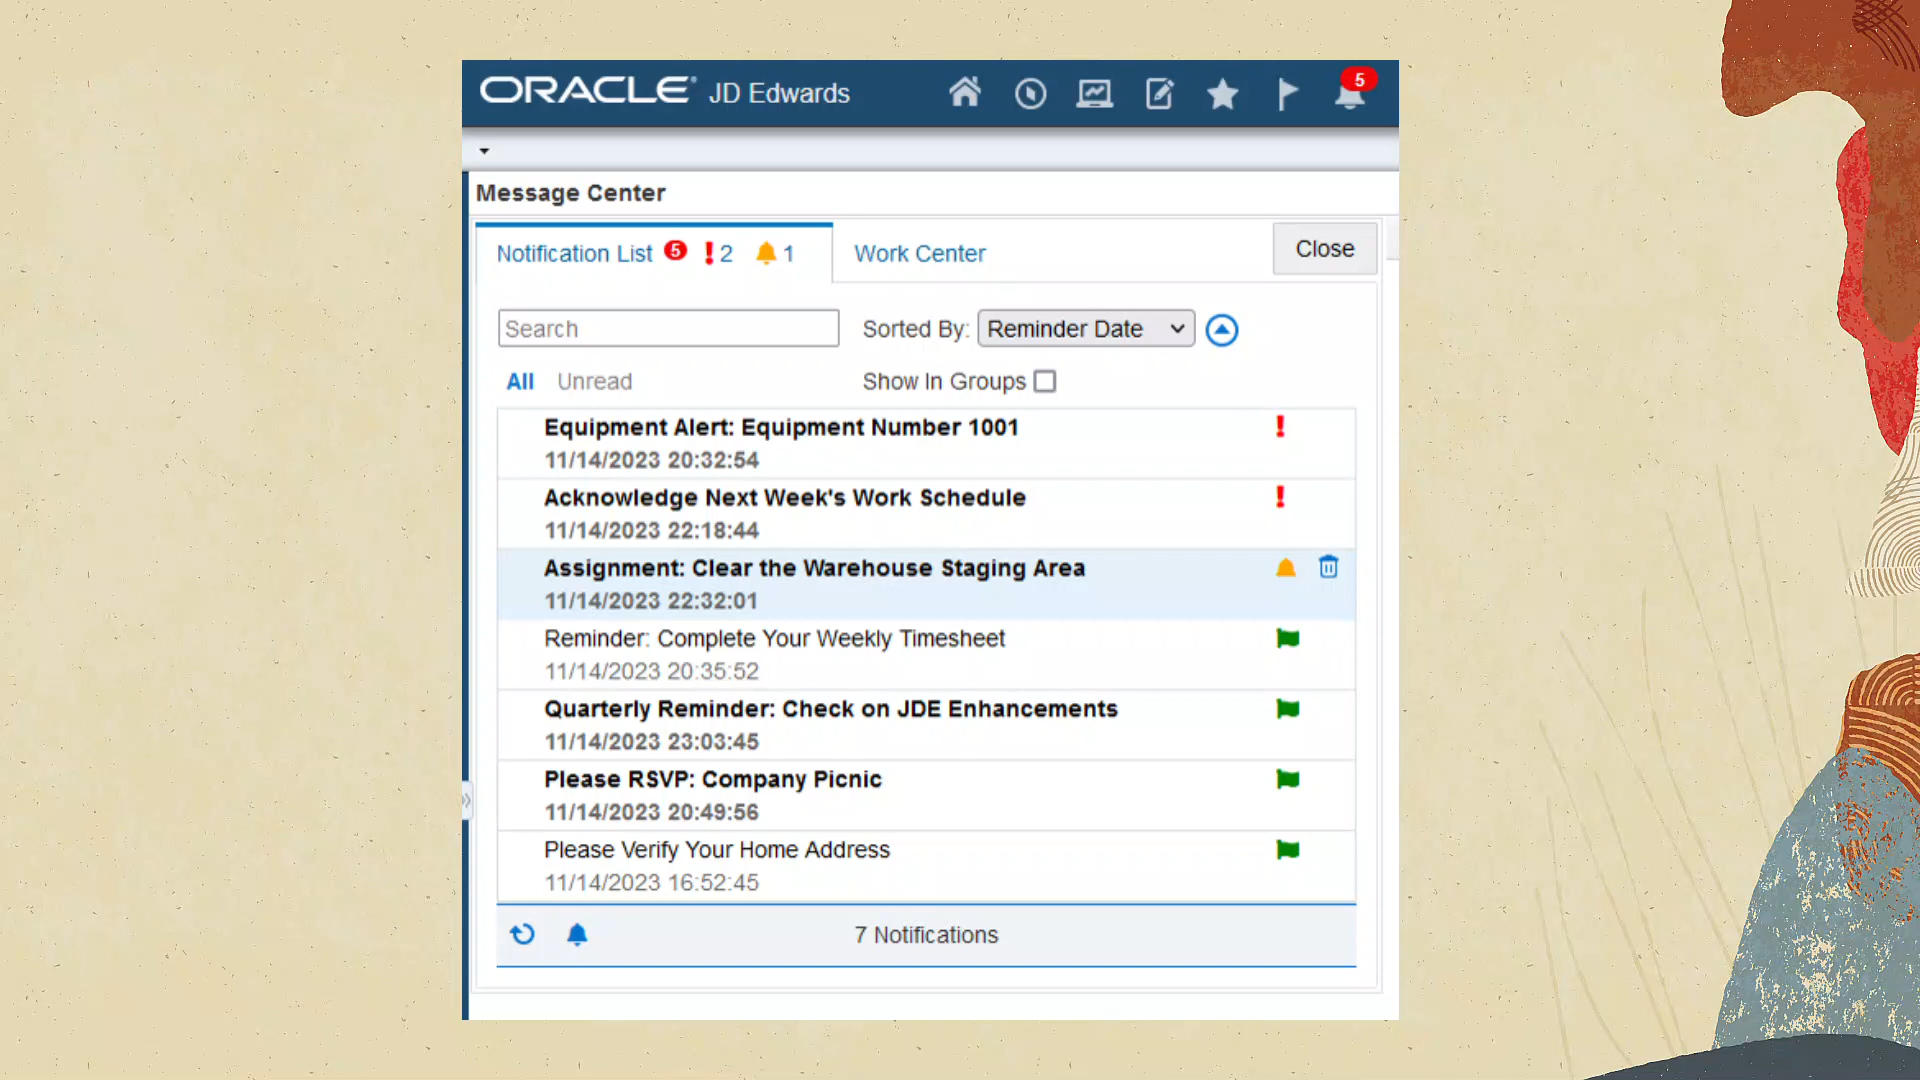 ORACLE JD Edwards
5
Message Center
Notification List 5 ! 2 1
Work Center
Close
Search
Sorted By: Reminder Date
All Unread
Show In Groups
Equipment Alert: Equipment Number 1001
!
11/14/2023 20:32:54
Acknowledge Next Week's Work Schedule
!
11/14/2023 22:18:44
Assignment: Clear the Warehouse Staging Area
11/14/2023 22:32:01
Reminder: Complete Your Weekly Timesheet
11/14/2023 20:35:52
Quarterly Reminder: Check on JDE Enhancements
11/14/2023 23:03:45
Please RSVP: Company Picnic
11/14/2023 20:49:56
Please Verify Your Home Address
11/14/2023 16:52:45
7 Notifications